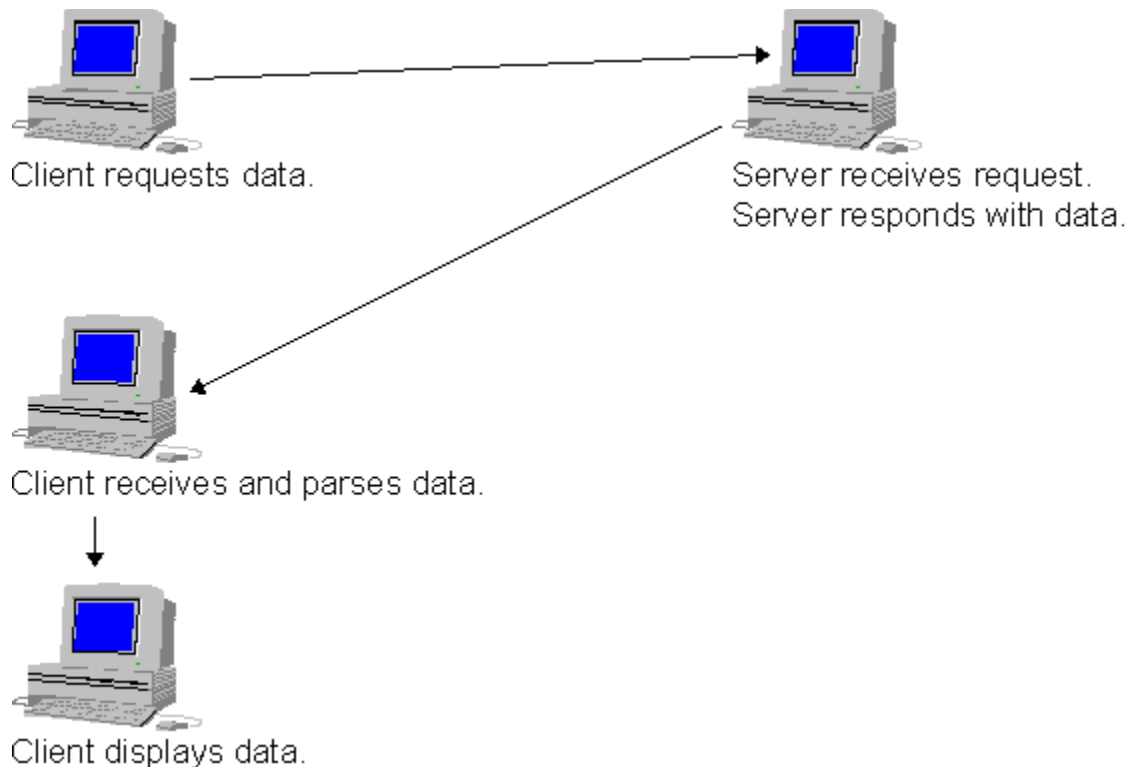 Client requests data.
Server receives request.
Server responds with data.
Client receives and parses data.
Client displays data.